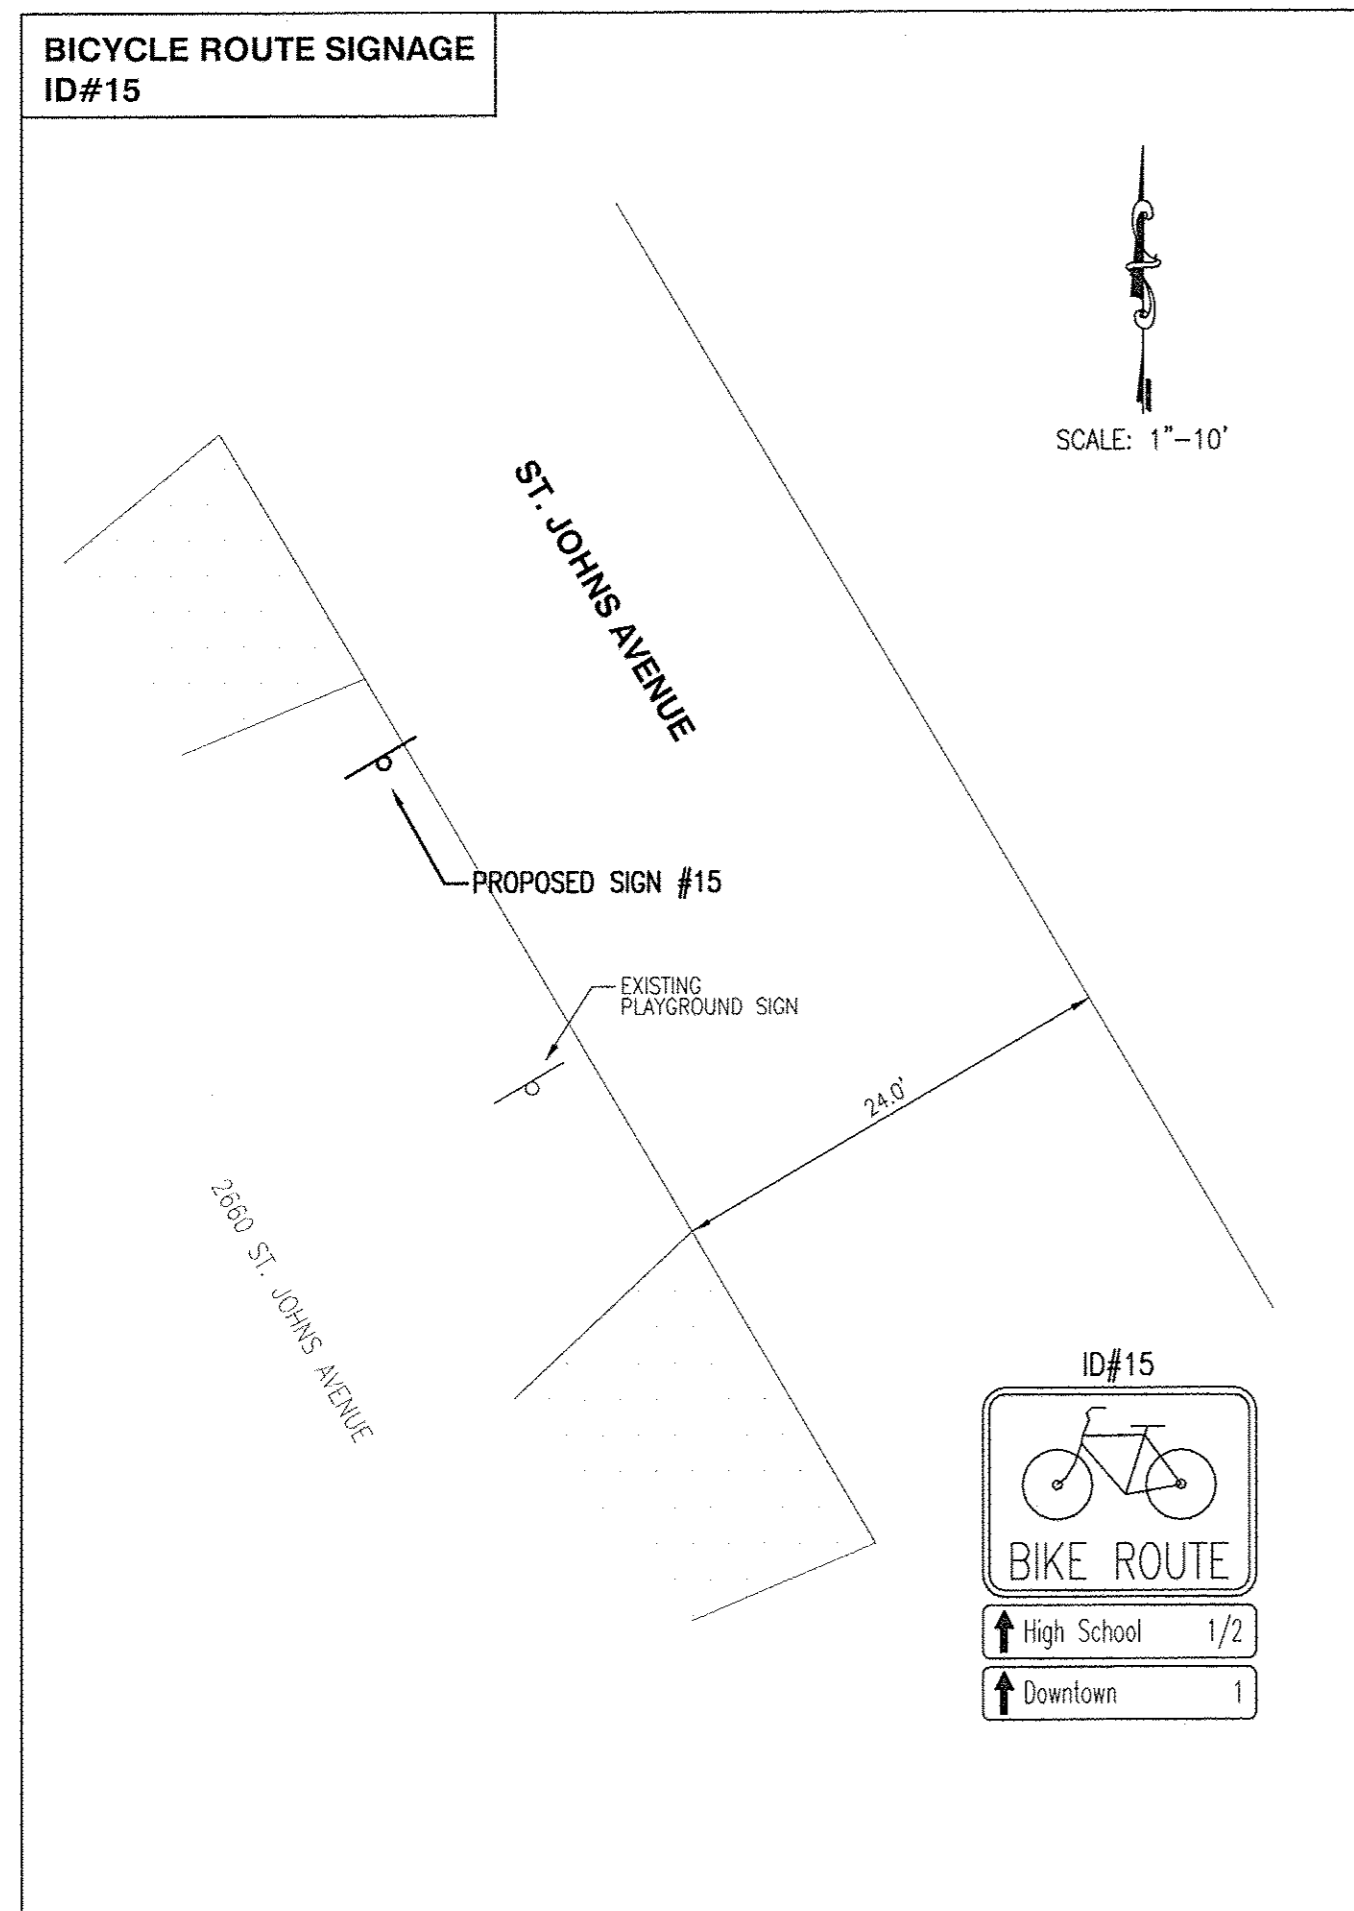 BICYCLE ROUTE SIGNAGE
ID#15
SCALE: 1"-10'
ST. JOHNS AVENUE
PROPOSED SIGN #15
EXISTING
PLAYGROUND SIGN
24.0'
2660 ST. JOHNS AVENUE
ID#15
BIKE ROUTE
High School 1/2
Downtown 1